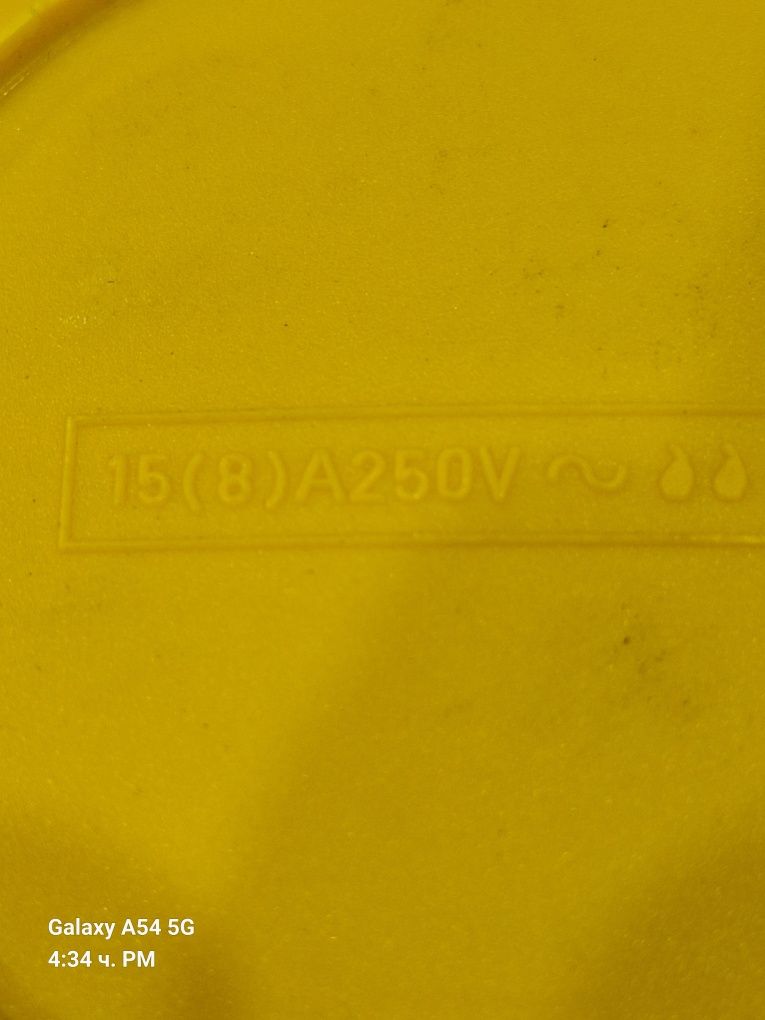 15(8)A250V ~
Galaxy A54 5G
4:34 ч. PM